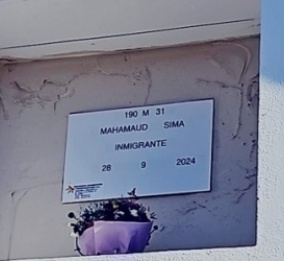 190 M 31
MAHAMAUD SIMA
INMIGRANTE
28 9 2024